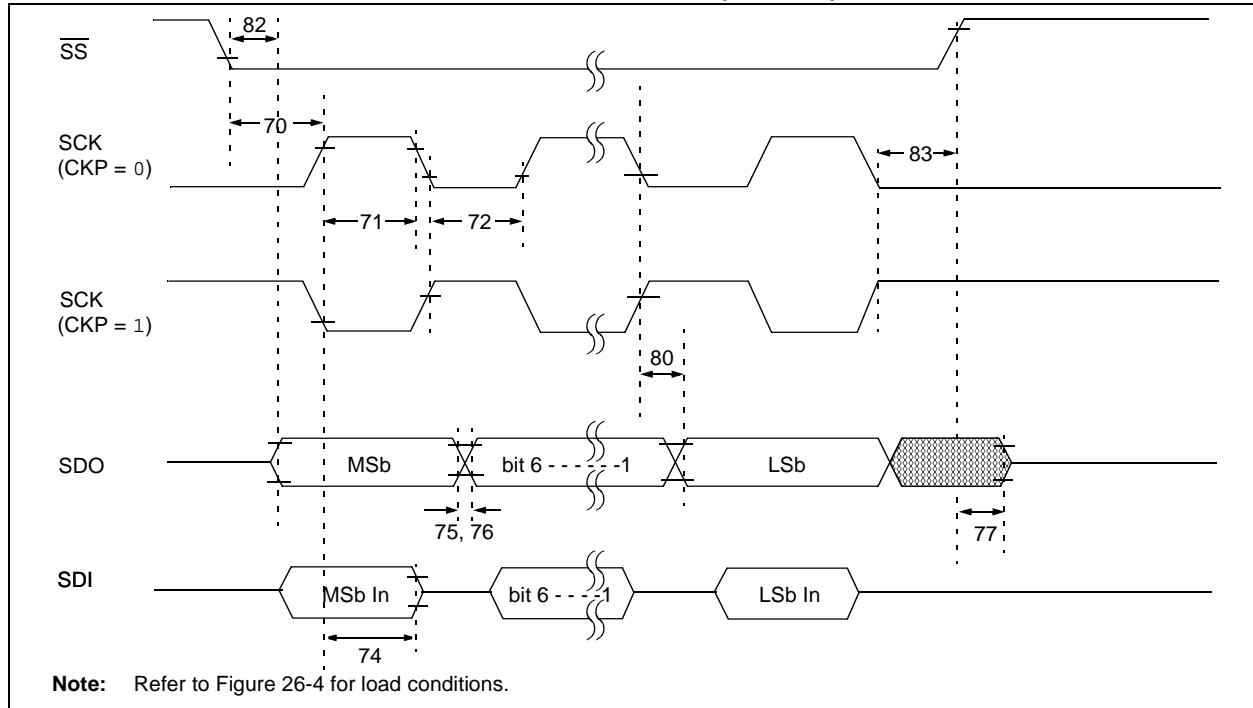 82
SS
70
SCK
(CKP = 0)
83
71
72
SCK
(CKP = 1)
80
SDO
MSb
bit 6 - - - - - -1
LSb
75, 76
77
SDI
MSb In
bit 6 - - - -1
LSb In
74
Note: Refer to Figure 26-4 for load conditions.